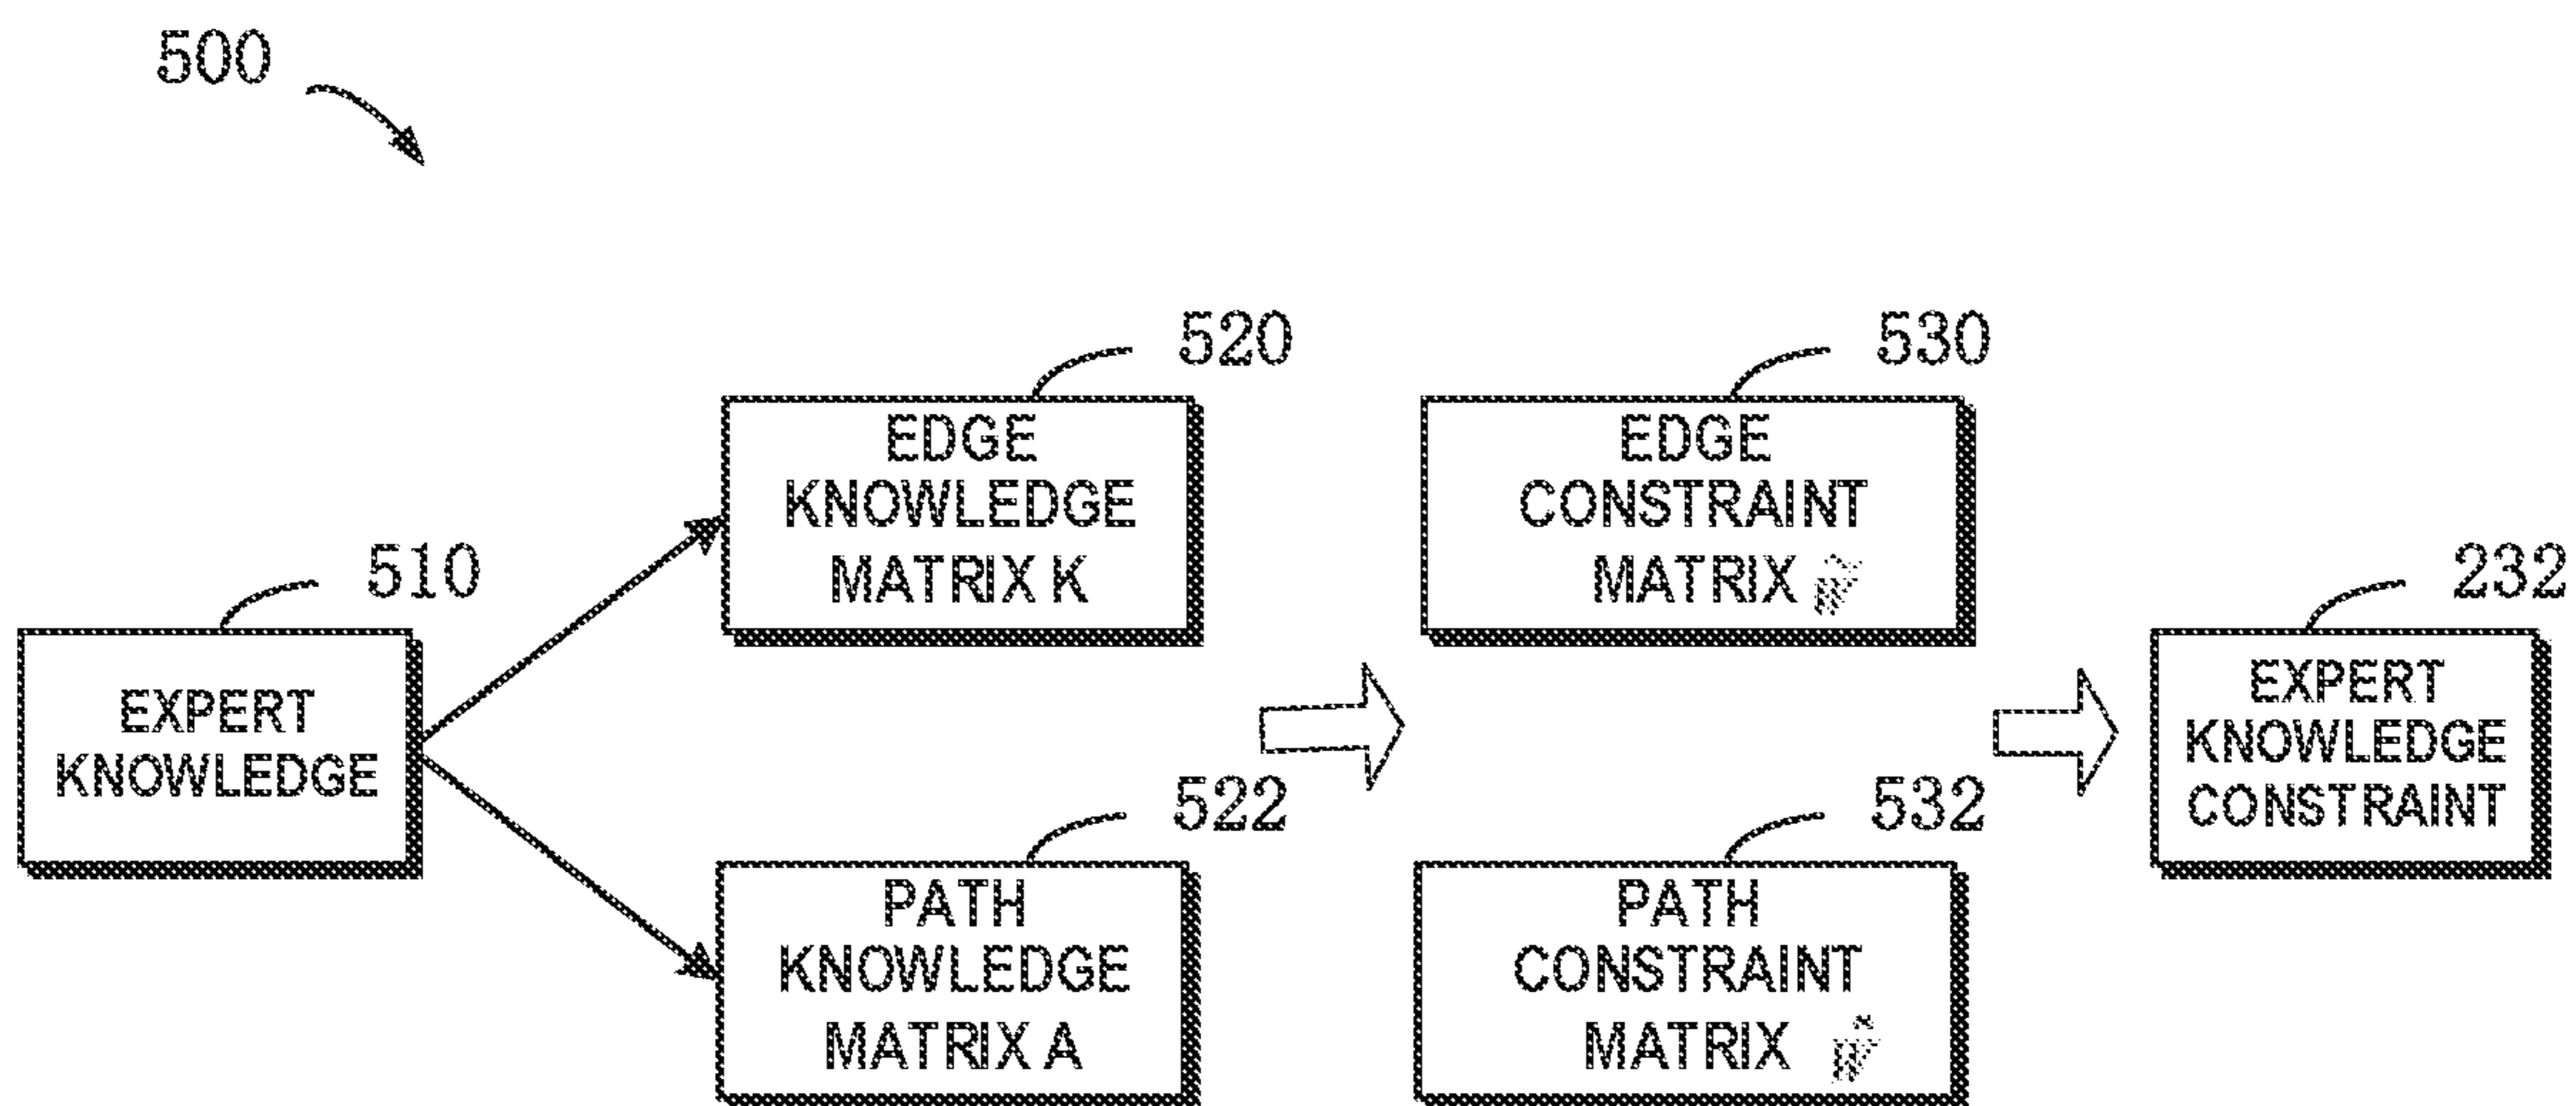 500
510
EXPERT
KNOWLEDGE
520
EDGE
KNOWLEDGE
MATRIX K
522
PATH
KNOWLEDGE
MATRIX A
530
EDGE
CONSTRAINT
MATRIX
532
PATH
CONSTRAINT
MATRIX
232
EXPERT
KNOWLEDGE
CONSTRAINT